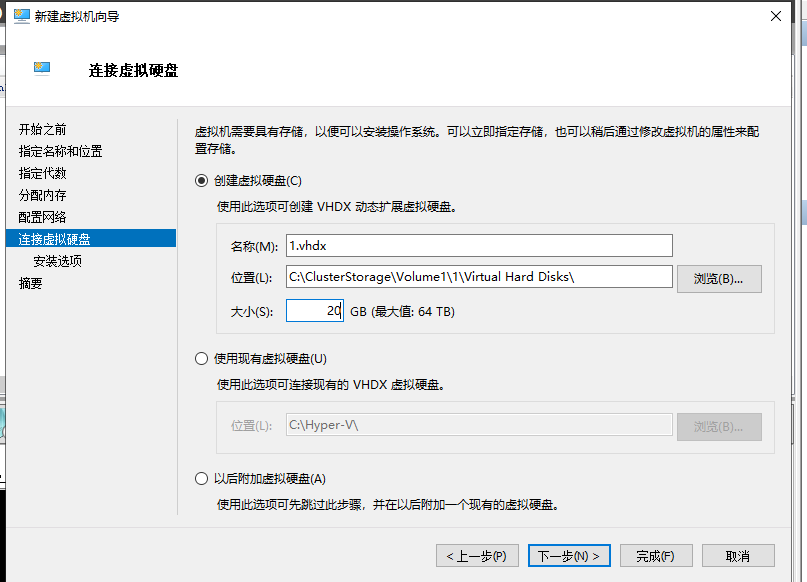 新建虚拟机向导
连接虚拟硬盘
开始之前
指定名称和位置
指定代数
分配内存
配置网络
连接虚拟硬盘
安装选项
摘要
虚拟机需要具有存储，以便可以安装操作系统。可以立即指定存储，也可以稍后通过修改虚拟机的属性来配
置存储。
创建虚拟硬盘(C)
使用此选项可创建 VHDX 动态扩展虚拟硬盘。
名称(M): 1.vhdx
位置(L): C:\ClusterStorage\Volume1\1\Virtual Hard Disks\ 浏览(B)...
大小(S): 20 GB (最大值: 64 TB)
使用现有虚拟硬盘(U)
使用此选项可连接现有的 VHDX 虚拟硬盘。
位置(L): C:\Hyper-V\ 浏览(B)...
以后附加虚拟硬盘(A)
使用此选项可先跳过此步骤，并在以后附加一个现有的虚拟硬盘。
< 上一步(P) 下一步(N) > 完成(F) 取消